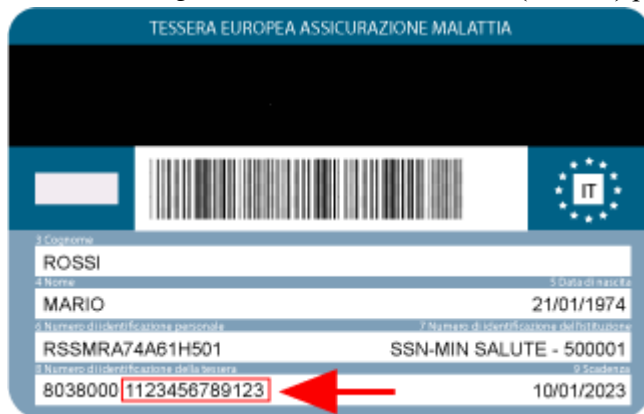 TESSERA EUROPEA ASSICURAZIONE MALATTIA
IT
3 Cognome
ROSSI
4 Nome 5 Data di nascita
MARIO 21/01/1974
6 Numero di identificazione personale 7 Numero di identificazione dell'istituzione
RSSMRA74A61H501 SSN-MIN SALUTE - 500001
8 Numero di identificazione della tessera 9 Scadenza
8038000 1123456789123 10/01/2023